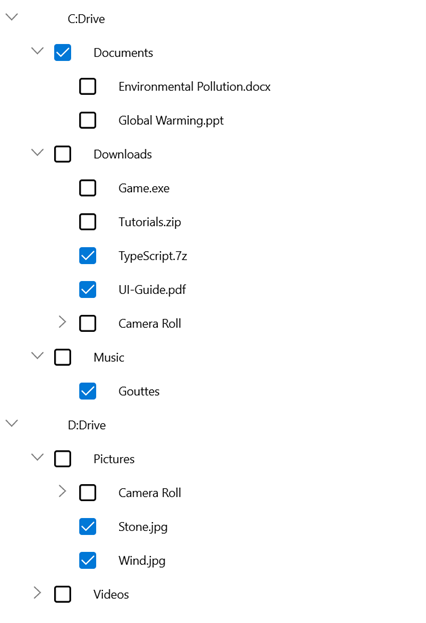 C:Drive
Documents
Environmental Pollution.docx
Global Warming.ppt
Downloads
Game.exe
Tutorials.zip
TypeScript.7z
UI-Guide.pdf
Camera Roll
Music
Gouttes
D:Drive
Pictures
Camera Roll
Stone.jpg
Wind.jpg
Videos